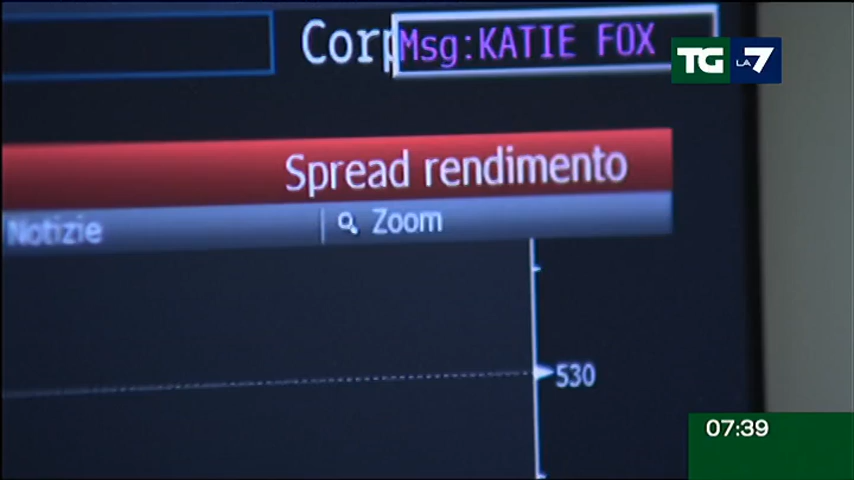 Corp
Msg:KATIE FOX
TG LA7
Spread rendimento
Notizie
Zoom
530
07:39